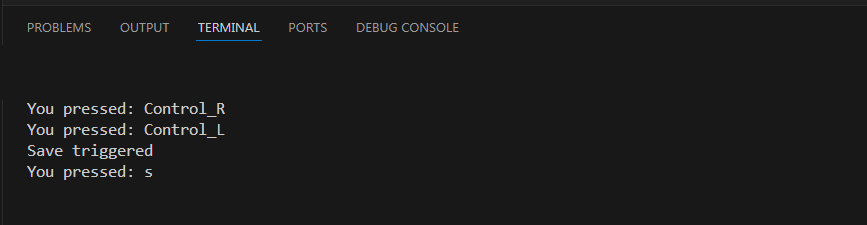 PROBLEMS OUTPUT TERMINAL PORTS DEBUG CONSOLE
You pressed: Control_R
You pressed: Control_L
Save triggered
You pressed: s